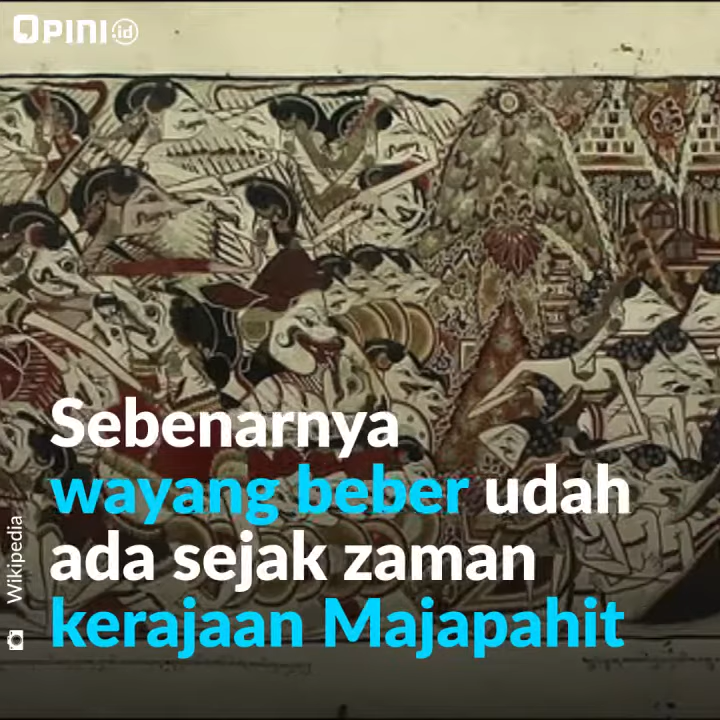 OPINI.id
Sebenarnya
wayang beber udah
ada sejak zaman
kerajaan Majapahit
Wikipedia